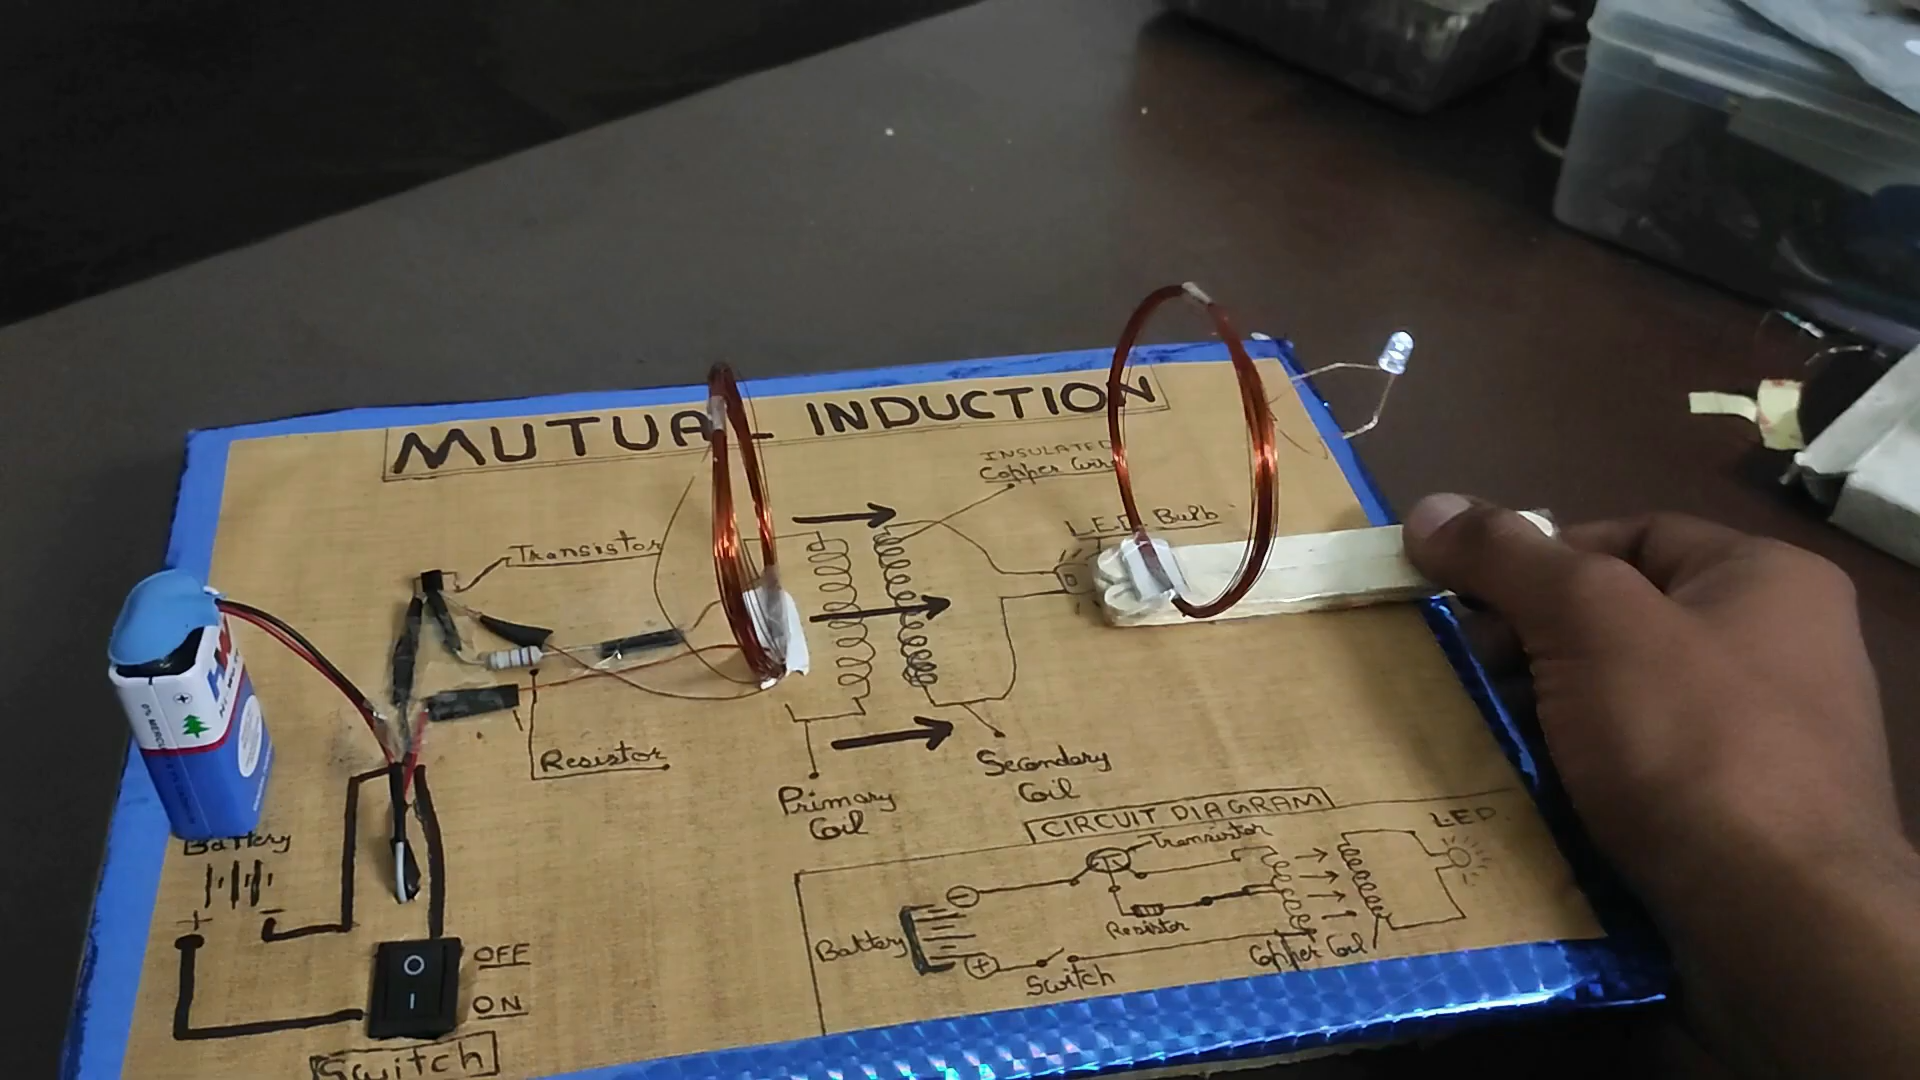 MUTUAL INDUCTION
INSULATED
Copper Wire
L.E.D. Bulb
Transistor
Resistor
Primary
Coil
Secondary
Coil
Battery
+
-
OFF
ON
Switch
CIRCUIT DIAGRAM
Transistor
L.E.D.
Battery
Resistor
Switch
Copper Coil